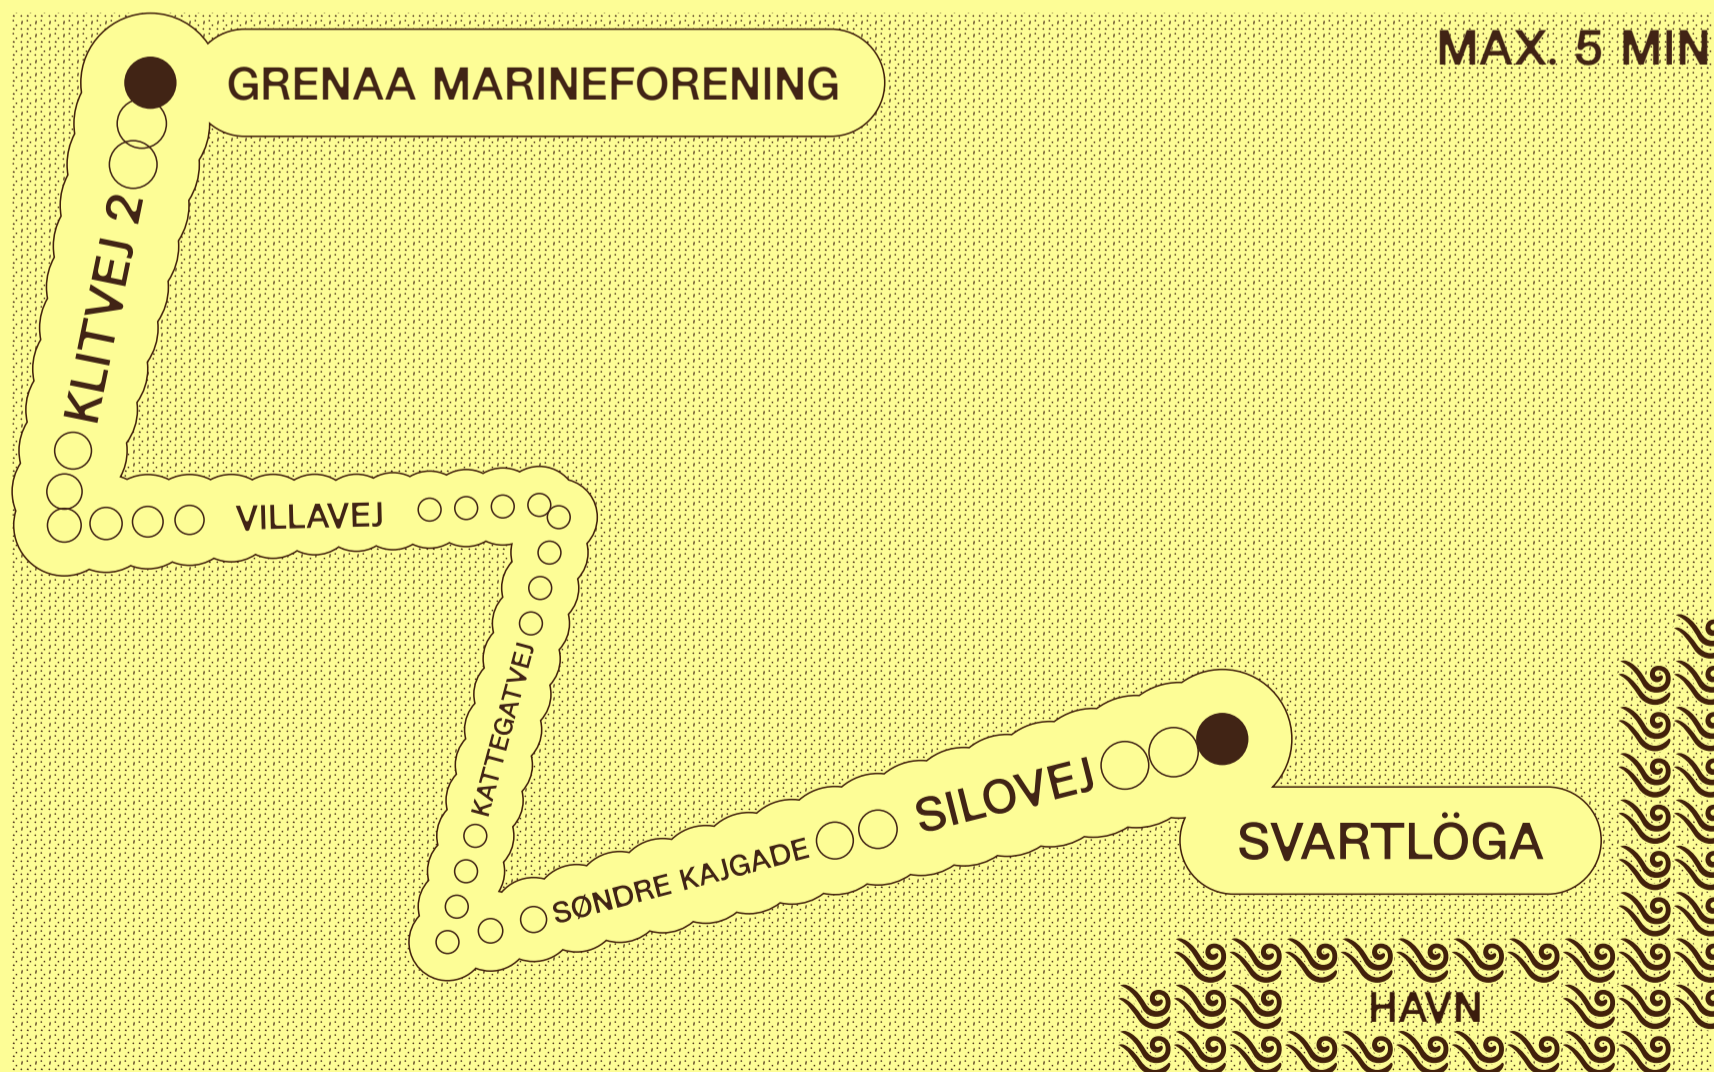 GRENAA MARINEFORENING
MAX. 5 MIN
KLITVEJ 2
VILLAVEJ
KATTEGATVEJ
SØNDRE KAJGADE
SILOVEJ
SVARTLÖGA
HAVN